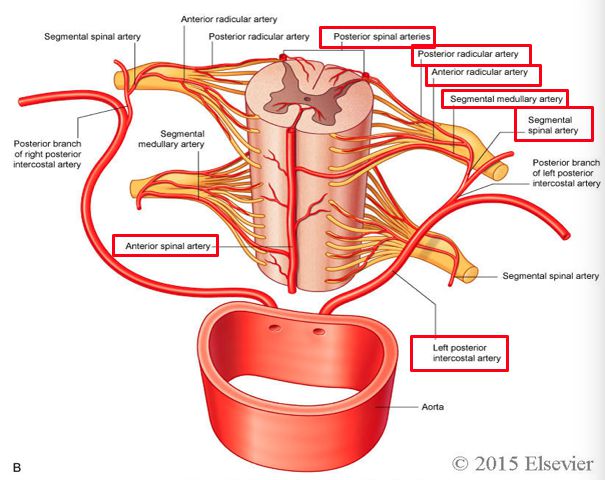 Anterior radicular artery
Segmental spinal artery
Posterior radicular artery
Posterior spinal arteries
Posterior radicular artery
Anterior radicular artery
Segmental medullary artery
Segmental
spinal artery
Posterior branch
of right posterior
intercostal artery
Segmental
medullary artery
Posterior branch
of left posterior
intercostal artery
Anterior spinal artery
Segmental spinal artery
Left posterior
intercostal artery
Aorta
B
© 2015 Elsevier